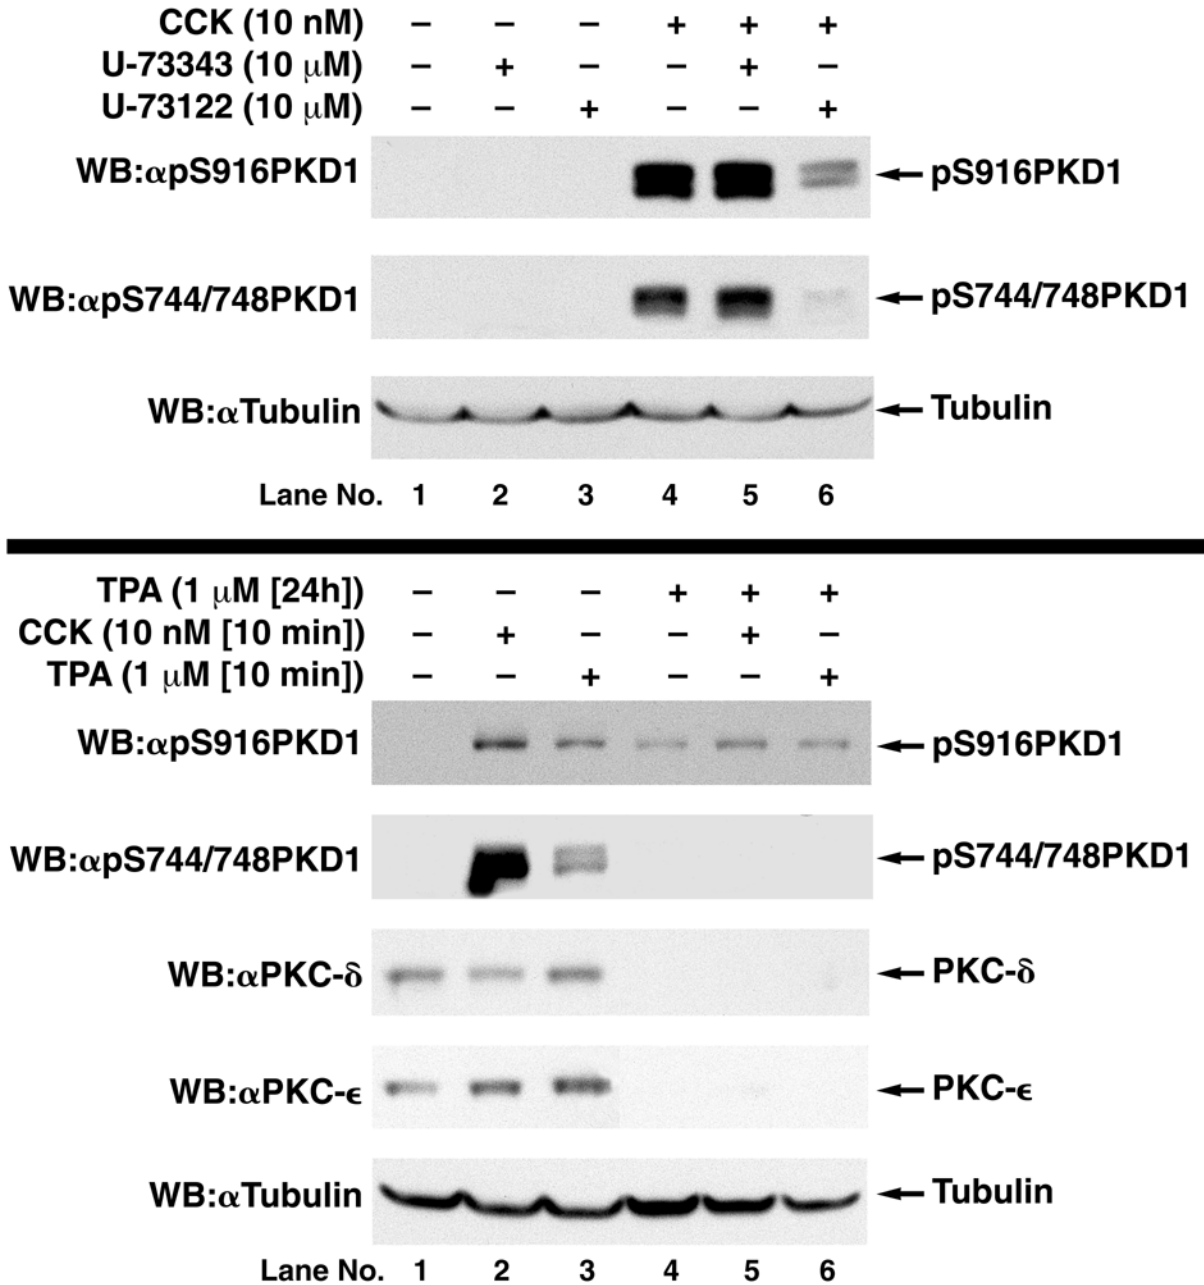 CCK (10 nM) – – – + + +
U-73343 (10 μM) – + – – + –
U-73122 (10 μM) – – + – – +
WB:αpS916PKD1 pS916PKD1
WB:αpS744/748PKD1 pS744/748PKD1
WB:αTubulin Tubulin
Lane No. 1 2 3 4 5 6
TPA (1 μM [24h]) – – – + + +
CCK (10 nM [10 min]) – + – – + –
TPA (1 μM [10 min]) – – + – – +
WB:αpS916PKD1 pS916PKD1
WB:αpS744/748PKD1 pS744/748PKD1
WB:αPKC-δ PKC-δ
WB:αPKC-ϵ PKC-ϵ
WB:αTubulin Tubulin
Lane No. 1 2 3 4 5 6